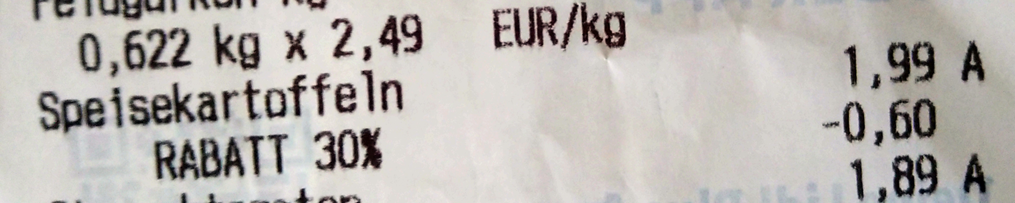 0,622 kg x 2,49 EUR/kg
Speisekartoffeln 1,99 A
RABATT 30% -0,60
1,89 A